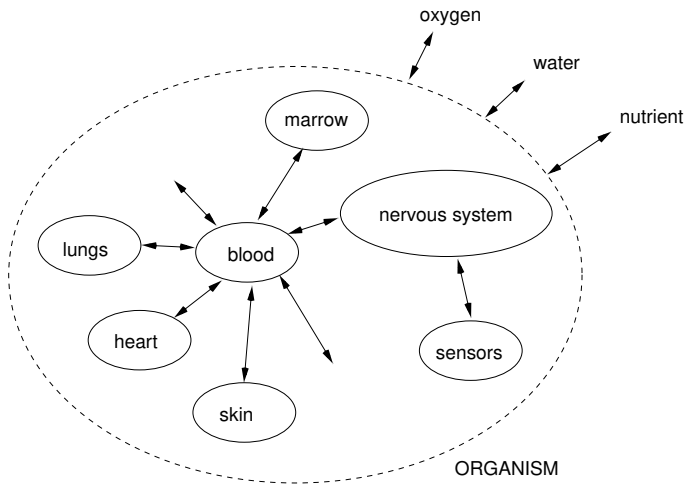 oxygen
water
nutrient
marrow
nervous system
lungs
blood
heart
sensors
skin
ORGANISM